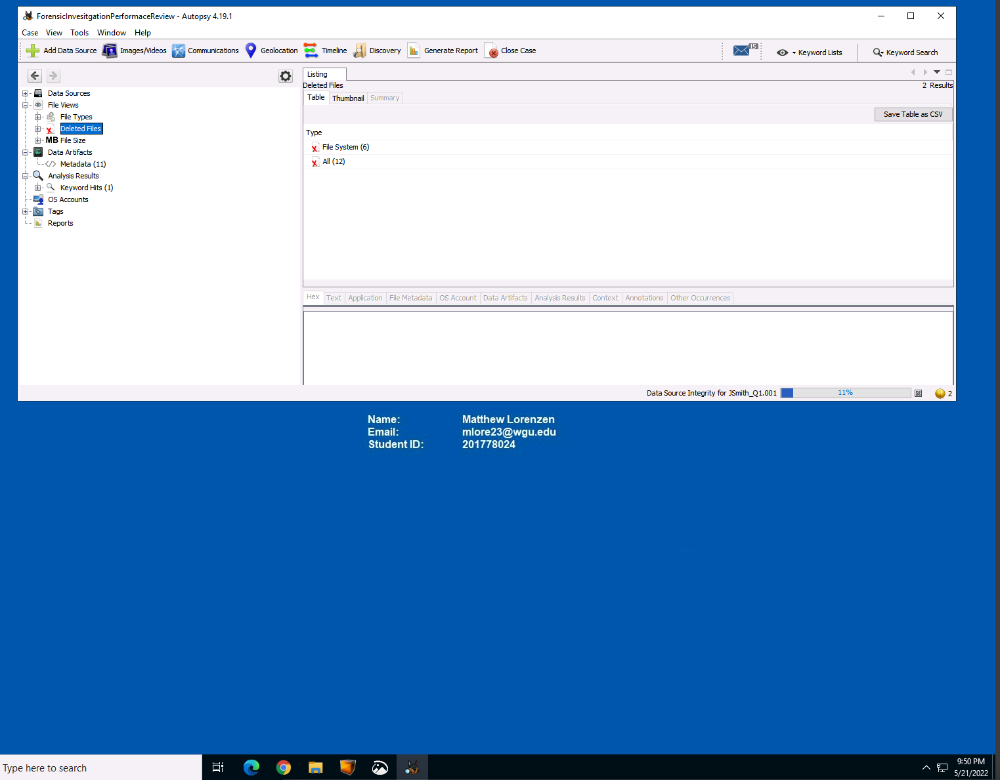 ForensicInvesitgationPerformaceReview - Autopsy 4.19.1
Case View Tools Window Help
Add Data Source Images/Videos Communications Geolocation Timeline Discovery Generate Report Close Case 15 Keyword Lists Keyword Search
Data Sources
File Views
File Types
Deleted Files
MB File Size
Data Artifacts
Metadata (11)
Analysis Results
Keyword Hits (1)
OS Accounts
Tags
Reports
Listing
Deleted Files 2 Results
Table Thumbnail Summary
Save Table as CSV
Type
File System (6)
All (12)
Hex Text Application File Metadata OS Account Data Artifacts Analysis Results Context Annotations Other Occurrences
Data Source Integrity for JSmith_Q1.001 11% 2
Name: Matthew Lorenzen
Email: mlore23@wgu.edu
Student ID: 201778024
Type here to search
9:50 PM
5/21/2022